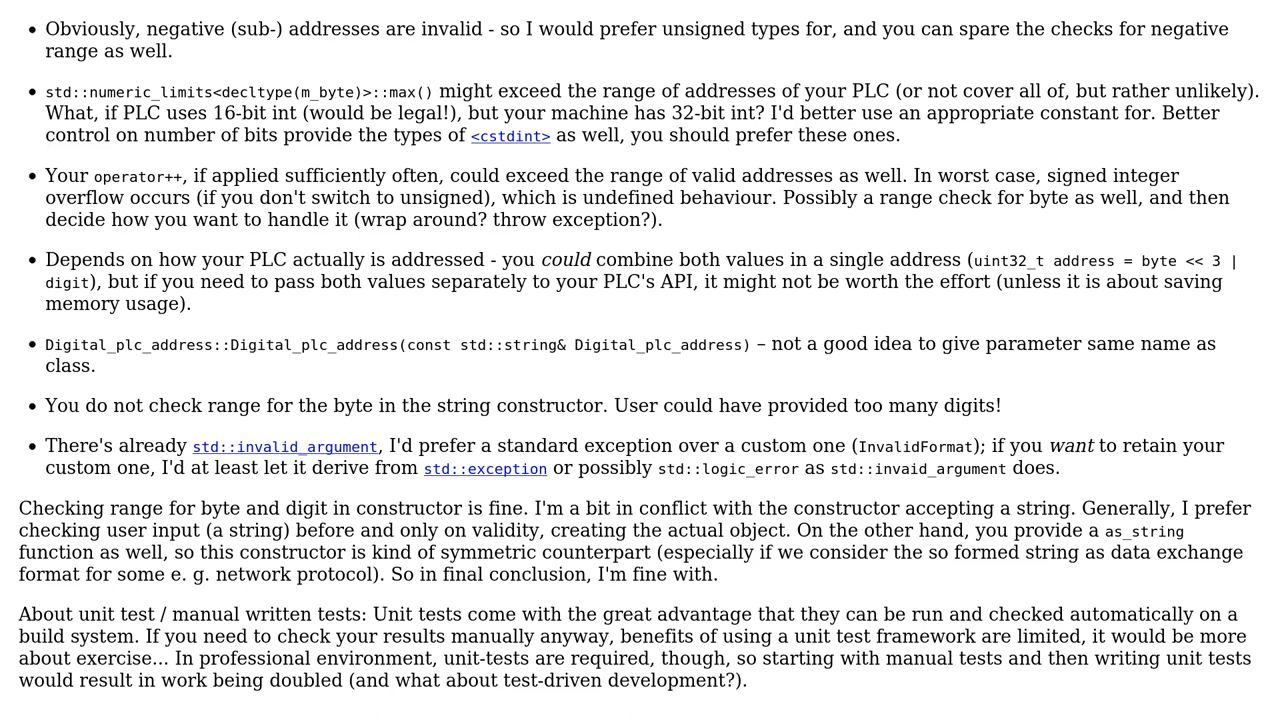 Obviously, negative (sub-) addresses are invalid - so I would prefer unsigned types for, and you can spare the checks for negative
range as well.
std::numeric_limits<decltype(m_byte)>::max() might exceed the range of addresses of your PLC (or not cover all of, but rather unlikely).
What, if PLC uses 16-bit int (would be legal!), but your machine has 32-bit int? I'd better use an appropriate constant for. Better
control on number of bits provide the types of <cstdint> as well, you should prefer these ones.
Your operator++, if applied sufficiently often, could exceed the range of valid addresses as well. In worst case, signed integer
overflow occurs (if you don't switch to unsigned), which is undefined behaviour. Possibly a range check for byte as well, and then
decide how you want to handle it (wrap around? throw exception?).
Depends on how your PLC actually is addressed - you could combine both values in a single address (uint32_t address = byte << 3 |
digit), but if you need to pass both values separately to your PLC's API, it might not be worth the effort (unless it is about saving
memory usage).
Digital_plc_address::Digital_plc_address(const std::string& Digital_plc_address) – not a good idea to give parameter same name as
class.
You do not check range for the byte in the string constructor. User could have provided too many digits!
There's already std::invalid_argument, I'd prefer a standard exception over a custom one (InvalidFormat); if you want to retain your
custom one, I'd at least let it derive from std::exception or possibly std::logic_error as std::invaid_argument does.
Checking range for byte and digit in constructor is fine. I'm a bit in conflict with the constructor accepting a string. Generally, I prefer
checking user input (a string) before and only on validity, creating the actual object. On the other hand, you provide a as_string
function as well, so this constructor is kind of symmetric counterpart (especially if we consider the so formed string as data exchange
format for some e. g. network protocol). So in final conclusion, I'm fine with.
About unit test / manual written tests: Unit tests come with the great advantage that they can be run and checked automatically on a
build system. If you need to check your results manually anyway, benefits of using a unit test framework are limited, it would be more
about exercise... In professional environment, unit-tests are required, though, so starting with manual tests and then writing unit tests
would result in work being doubled (and what about test-driven development?).